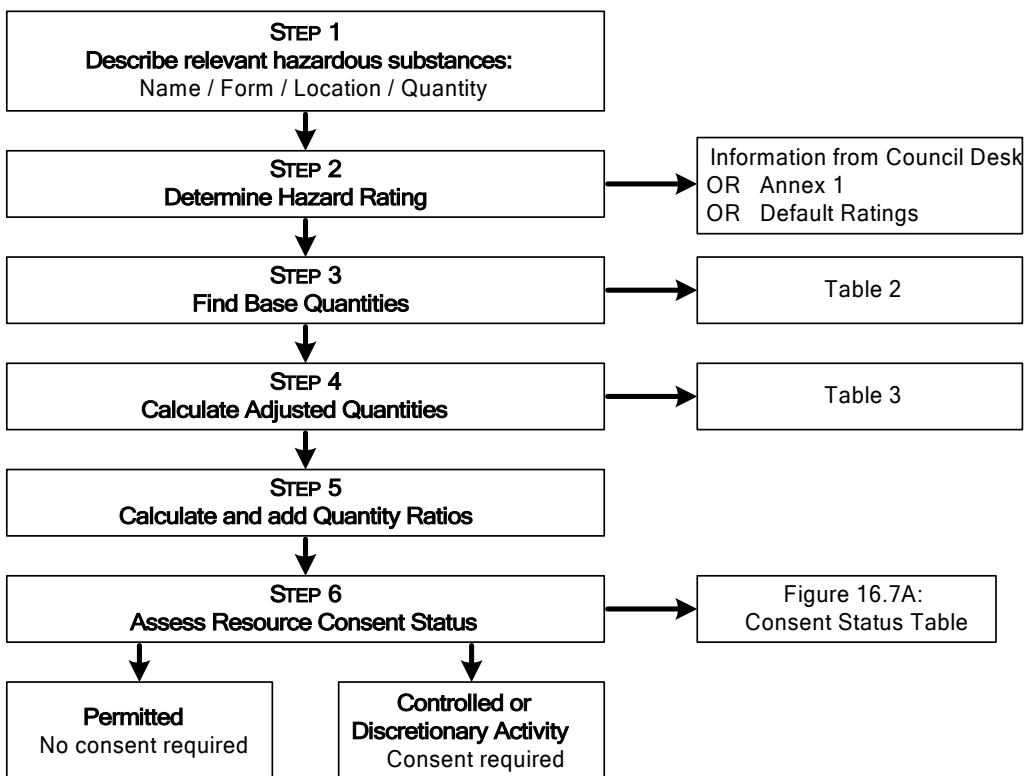 STEP 1
Describe relevant hazardous substances:
Name / Form / Location / Quantity
STEP 2
Determine Hazard Rating
Information from Council Desk
OR Annex 1
OR Default Ratings
STEP 3
Find Base Quantities
Table 2
STEP 4
Calculate Adjusted Quantities
Table 3
STEP 5
Calculate and add Quantity Ratios
STEP 6
Assess Resource Consent Status
Figure 16.7A:
Consent Status Table
Permitted
No consent required
Controlled or
Discretionary Activity
Consent required